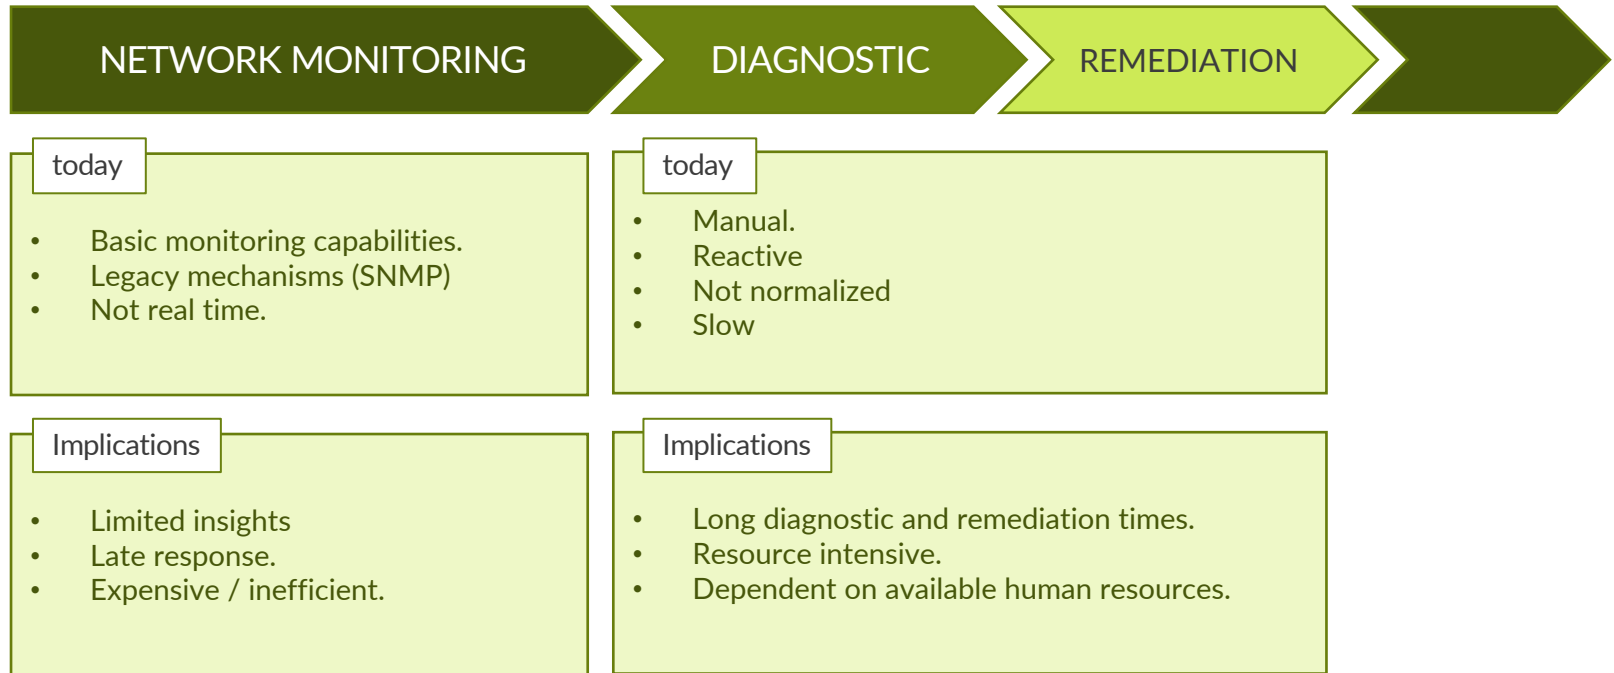 NETWORK MONITORING
DIAGNOSTIC
REMEDIATION
today
• Basic monitoring capabilities.
• Legacy mechanisms (SNMP)
• Not real time.
today
• Manual.
• Reactive
• Not normalized
• Slow
Implications
• Limited insights
• Late response.
• Expensive / inefficient.
Implications
• Long diagnostic and remediation times.
• Resource intensive.
• Dependent on available human resources.